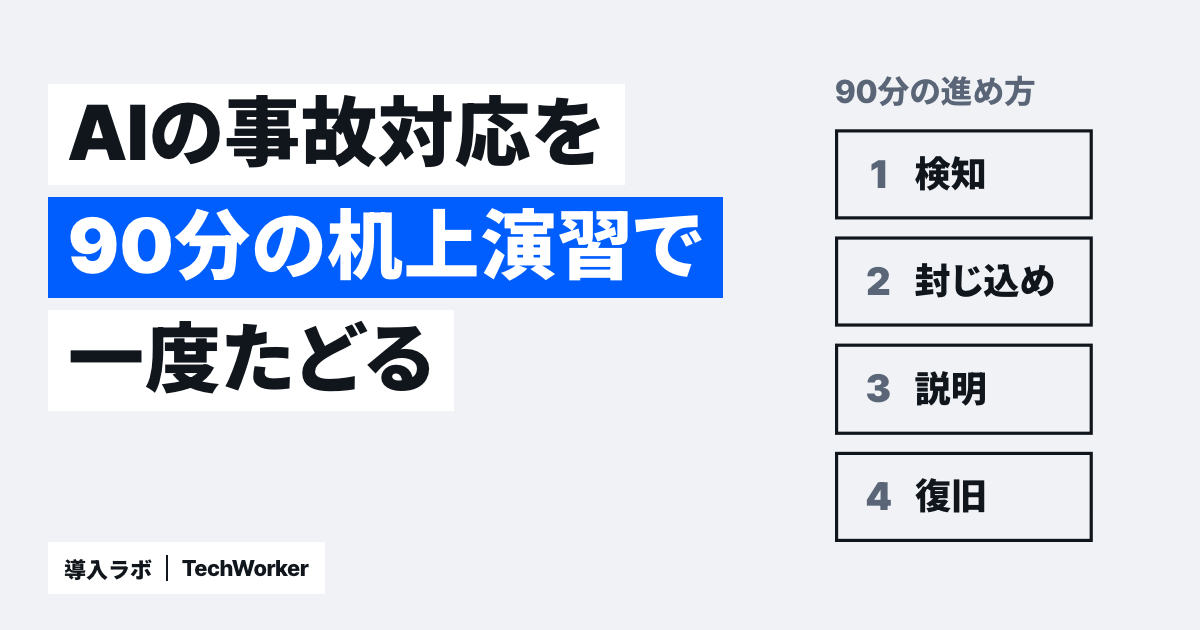 AIの事故対応を
90分の机上演習で
一度たどる
導入ラボ | TechWorker
90分の進め方
1 検知
2 封じ込め
3 説明
4 復旧